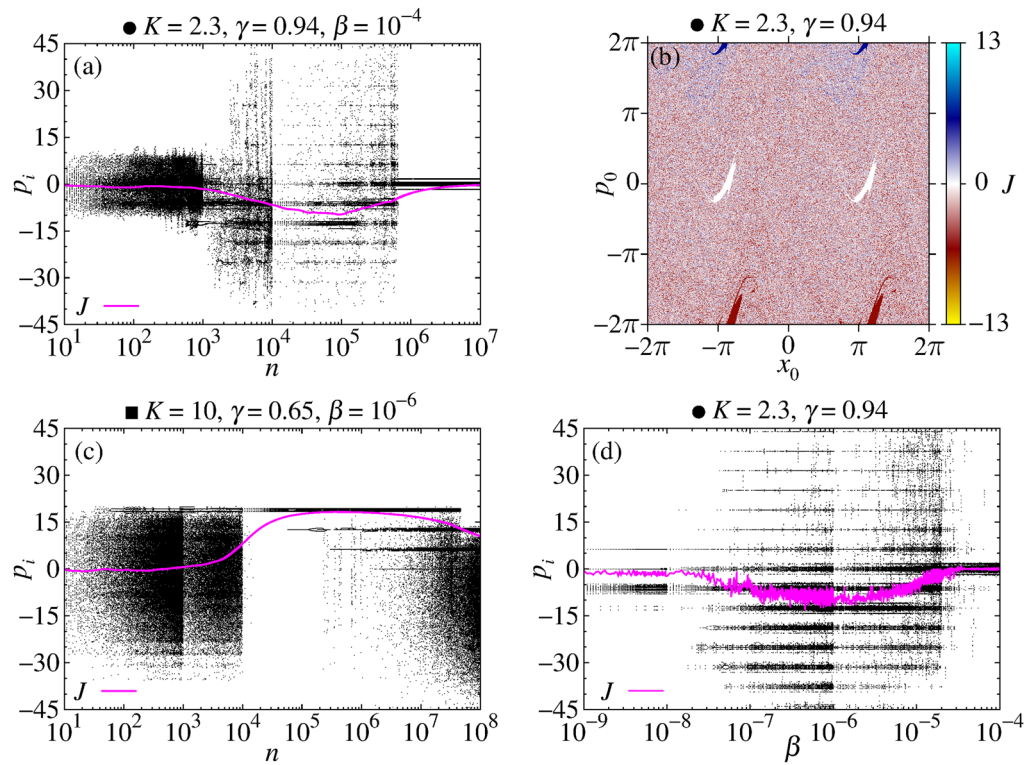 ● K = 2.3, γ = 0.94, β = 10⁻⁴
(a)
45
30
15
0
−15
−30
−45
pᵢ
J
10¹ 10² 10³ 10⁴ 10⁵ 10⁶ 10⁷
n
● K = 2.3, γ = 0.94
(b)
2π
π
0
−π
−2π
p₀
−2π −π 0 π 2π
x₀
13
0 J
−13
■ K = 10, γ = 0.65, β = 10⁻⁶
(c)
45
30
15
0
−15
−30
−45
pᵢ
J
10¹ 10² 10³ 10⁴ 10⁵ 10⁶ 10⁷ 10⁸
n
● K = 2.3, γ = 0.94
(d)
45
30
15
0
−15
−30
−45
pᵢ
J
10⁻⁹ 10⁻⁸ 10⁻⁷ 10⁻⁶ 10⁻⁵ 10⁻⁴
β